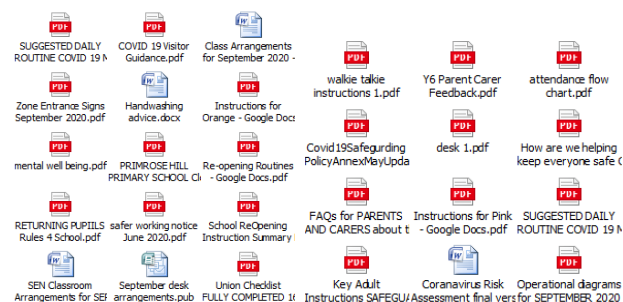 SUGGESTED DAILY
ROUTINE COVID 19 N
COVID 19 Visitor
Guidance.pdf
Class Arrangements
for September 2020 -
Zone Entrance Signs
September 2020.pdf
Handwashing
advice.docx
Instructions for
Orange - Google Docs
mental well being.pdf
PRIMROSE HILL
PRIMARY SCHOOL Cl
Re-opening Routines
- Google Docs.pdf
RETURNING PUPIILS
Rules 4 School.pdf
safer working notice
June 2020.pdf
School ReOpening
Instruction Summary
SEN Classroom
Arrangements for SEF
September desk
arrangements.pub
Union Checklist
FULLY COMPLETED 16
walkie talkie
instructions 1.pdf
Y6 Parent Carer
Feedback.pdf
attendance flow
chart.pdf
Covid19Safegurding
PolicyAnnexMayUpda
desk 1.pdf
How are we helping
keep everyone safe C
FAQs for PARENTS
AND CARERS about t
Instructions for Pink
- Google Docs.pdf
SUGGESTED DAILY
ROUTINE COVID 19 N
Key Adult
Instructions SAFEGU
Coranavirus Risk
Assessment final vers
Operational diagrams
for SEPTEMBER 2020